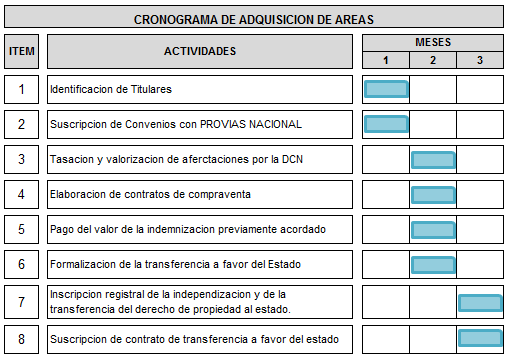 CRONOGRAMA DE ADQUISICION DE AREAS
ITEM
ACTIVIDADES
MESES
1 2 3
1 Identificacion de Titulares
2 Suscripcion de Convenios con PROVIAS NACIONAL
3 Tasacion y valorizacion de aferctaciones por la DCN
4 Elaboracion de contratos de compraventa
5 Pago del valor de la indemnizacion previamente acordado
6 Formalizacion de la transferencia a favor del Estado
7 Inscripcion registral de la independizacion y de la
transferencia del derecho de propiedad al estado.
8 Suscripcion de contrato de transferencia a favor del estado